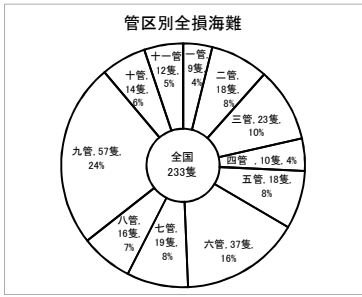 管区別全損海難
一管,
9隻,
4%
二管,
18隻,
8%
三管, 23隻,
10%
四管 , 10隻, 4%
五管, 18隻,
8%
六管, 37隻,
16%
七管,
19隻,
8%
八管,
16隻,
7%
九管, 57隻,
24%
十管,
14隻,
6%
十一管
12隻,
5%
全国
233隻